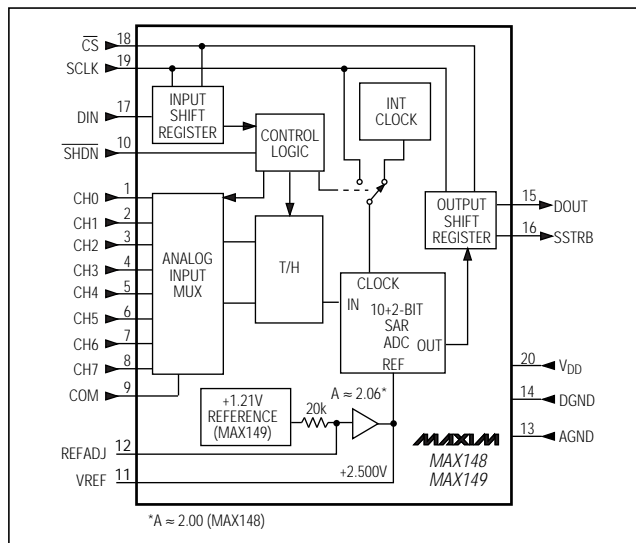 CS 18
SCLK 19
DIN 17
INPUT
SHIFT
REGISTER
INT
CLOCK
CONTROL
LOGIC
SHDN 10
CH0 1
CH1 2
CH2 3
CH3 4
CH4 5
CH5 6
CH6 7
CH7 8
COM 9
ANALOG
INPUT
MUX
T/H
OUTPUT
SHIFT
REGISTER
15 DOUT
16 SSTRB
CLOCK
IN
10+2-BIT
SAR
ADC
OUT
REF
20 VDD
14 DGND
13 AGND
+1.21V
REFERENCE
(MAX149)
20k
A ≈ 2.06*
REFADJ 12
VREF 11
+2.500V
MAXIM
MAX148
MAX149
*A ≈ 2.00 (MAX148)